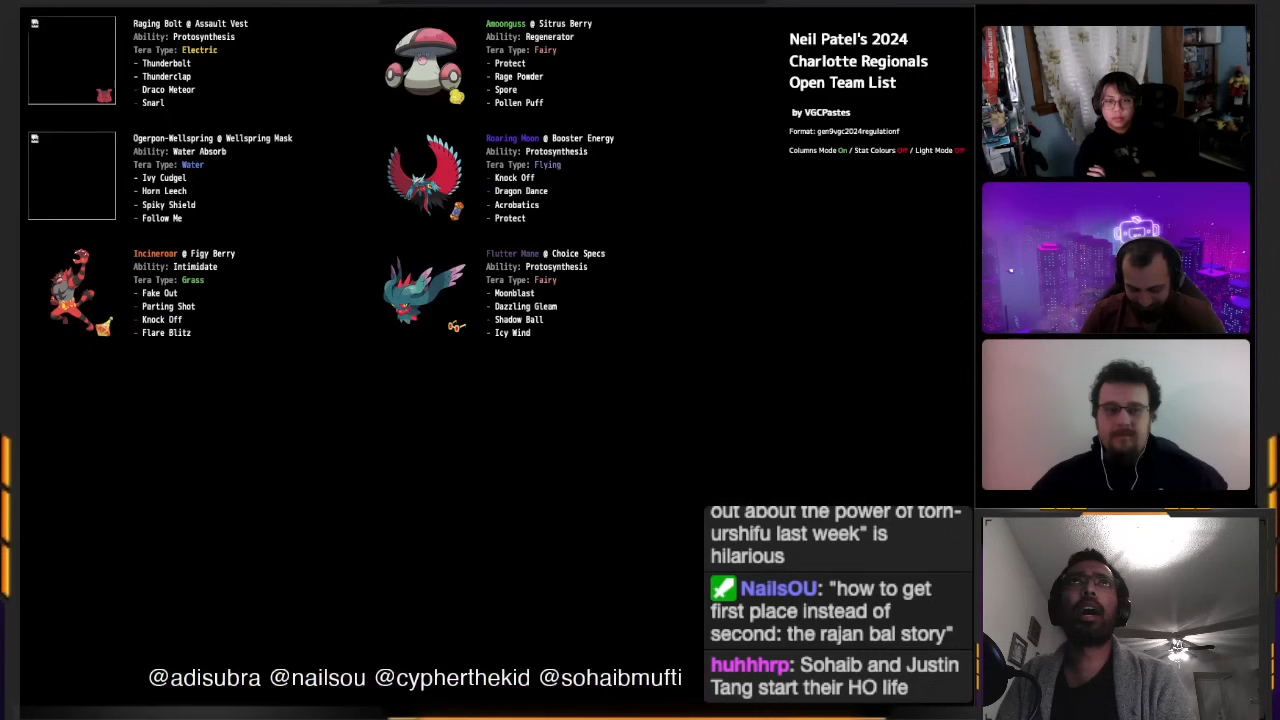 Raging Bolt @ Assault Vest
Ability: Protosynthesis
Tera Type: Electric
- Thunderbolt
- Thunderclap
- Draco Meteor
- Snarl
Amoonguss @ Sitrus Berry
Ability: Regenerator
Tera Type: Fairy
- Protect
- Rage Powder
- Spore
- Pollen Puff
Ogerpon-Wellspring @ Wellspring Mask
Ability: Water Absorb
Tera Type: Water
- Ivy Cudgel
- Horn Leech
- Spiky Shield
- Follow Me
Roaring Moon @ Booster Energy
Ability: Protosynthesis
Tera Type: Flying
- Knock Off
- Dragon Dance
- Acrobatics
- Protect
Incineroar @ Figy Berry
Ability: Intimidate
Tera Type: Grass
- Fake Out
- Parting Shot
- Knock Off
- Flare Blitz
Flutter Mane @ Choice Specs
Ability: Protosynthesis
Tera Type: Fairy
- Moonblast
- Dazzling Gleam
- Shadow Ball
- Icy Wind
Neil Patel's 2024
Charlotte Regionals
Open Team List
by VGCPastes
Format: gen9vgc2024regulationf
Columns Mode On / Stat Colours Off / Light Mode Off
out about the power of torn-
urshifu last week" is
hilarious
NailsOU: "how to get
first place instead of
second: the rajan bal story"
huhhhrp: Sohaib and Justin
Tang start their HO life
@adisubra @nailsou @cypherthekid @sohaibmufti